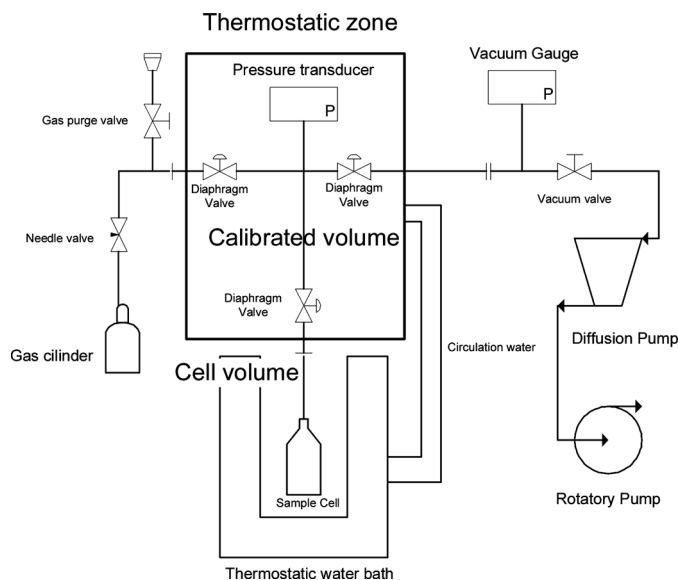 Thermostatic zone
Vacuum Gauge
Pressure transducer
P
P
Gas purge valve
Diaphragm
Valve
Diaphragm
Valve
Vacuum valve
Needle valve
Calibrated volume
Diaphragm
Valve
Gas cilinder
Circulation water
Diffusion Pump
Cell volume
Sample Cell
Rotatory Pump
Thermostatic water bath